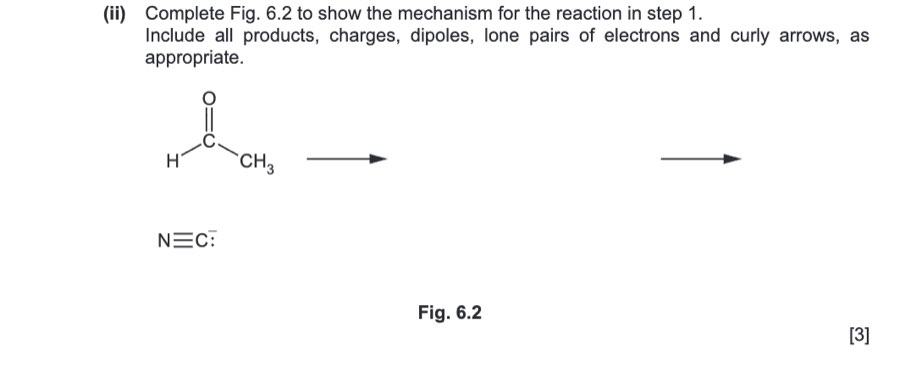 (ii) Complete Fig. 6.2 to show the mechanism for the reaction in step 1.
Include all products, charges, dipoles, lone pairs of electrons and curly arrows, as
appropriate.
O
C
H
CH₃
N≡C:⁻
Fig. 6.2
[3]